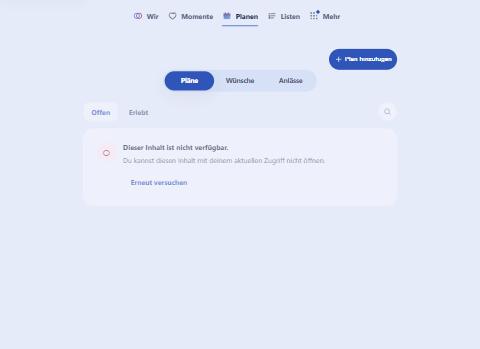 Wir Momente Planen Listen Mehr
+ Plan hinzufügen
Pläne Wünsche Anlässe
Offen Erlebt
Dieser Inhalt ist nicht verfügbar.
Du kannst diesen Inhalt mit deinem aktuellen Zugriff nicht öffnen.
Erneut versuchen